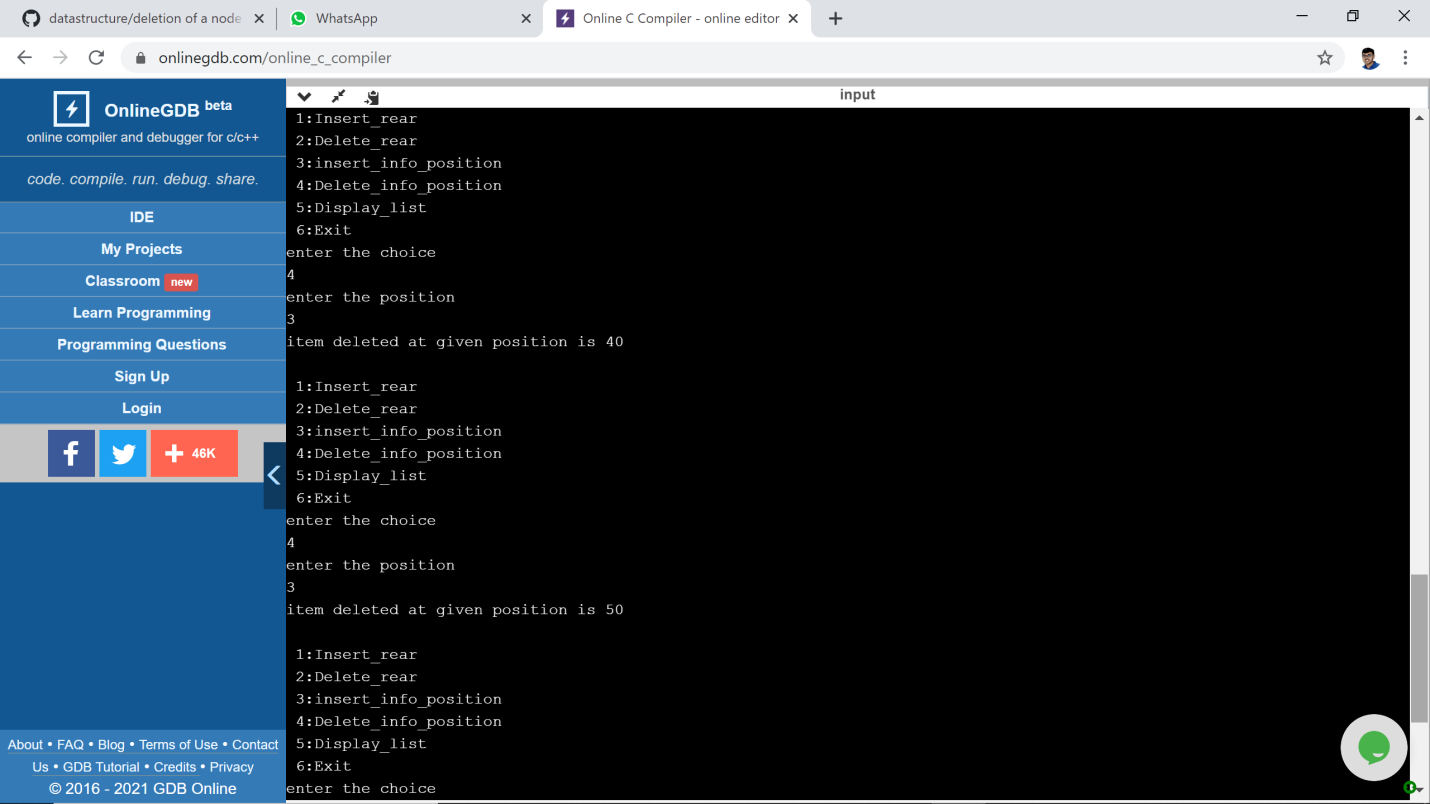 datastructure/deletion of a node
WhatsApp
Online C Compiler - online editor
onlinegdb.com/online_c_compiler
OnlineGDB beta
online compiler and debugger for c/c++
code. compile. run. debug. share.
IDE
My Projects
Classroom new
Learn Programming
Programming Questions
Sign Up
Login
46K
About • FAQ • Blog • Terms of Use • Contact
Us • GDB Tutorial • Credits • Privacy
© 2016 - 2021 GDB Online
input
1:Insert_rear
2:Delete_rear
3:insert_info_position
4:Delete_info_position
5:Display_list
6:Exit
enter the choice
4
enter the position
3
item deleted at given position is 40
1:Insert_rear
2:Delete_rear
3:insert_info_position
4:Delete_info_position
5:Display_list
6:Exit
enter the choice
4
enter the position
3
item deleted at given position is 50
1:Insert_rear
2:Delete_rear
3:insert_info_position
4:Delete_info_position
5:Display_list
6:Exit
enter the choice